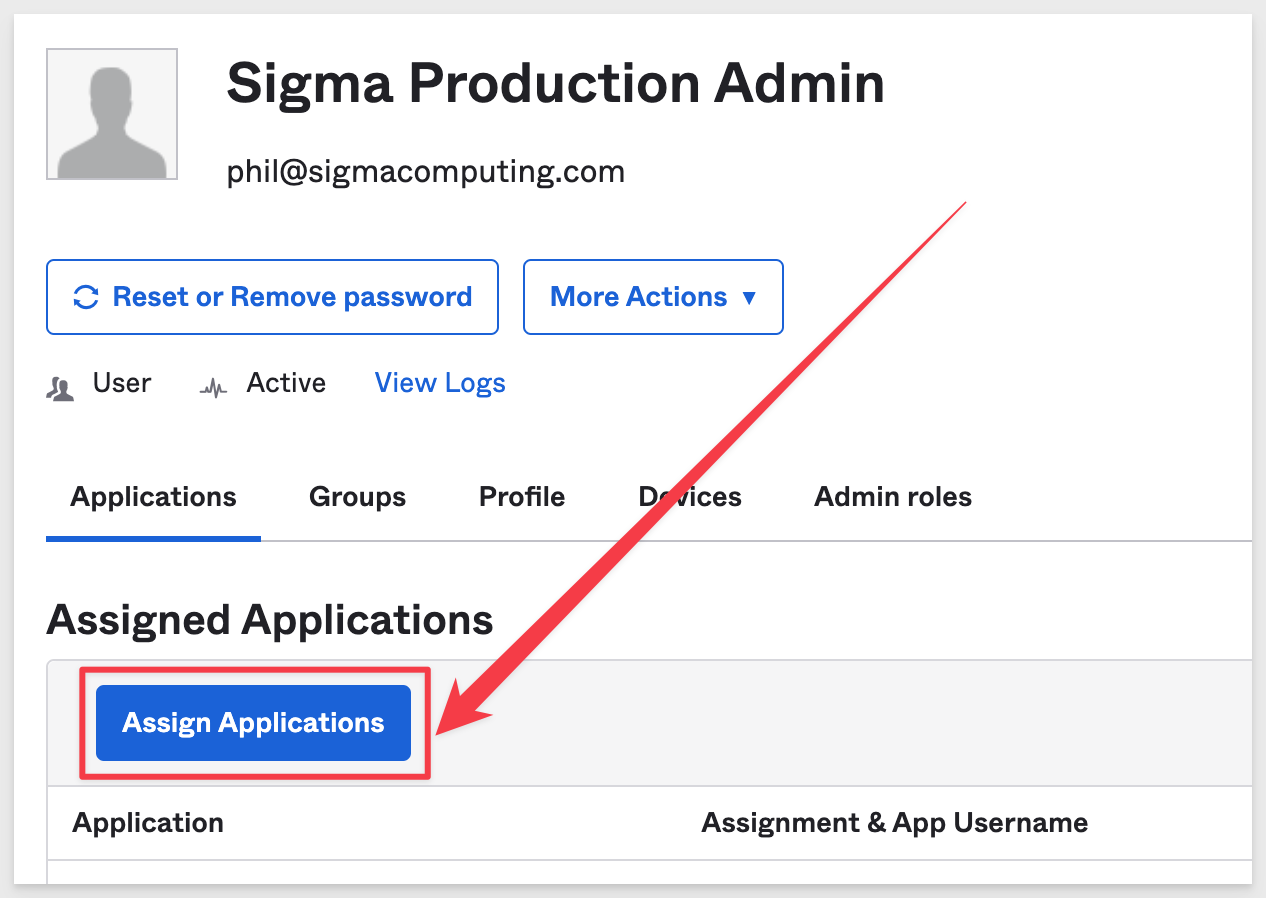 Sigma Production Admin
phil@sigmacomputing.com
Reset or Remove password
More Actions ▼
User
Active
View Logs
Applications
Groups
Profile
Devices
Admin roles
Assigned Applications
Assign Applications
Application
Assignment & App Username